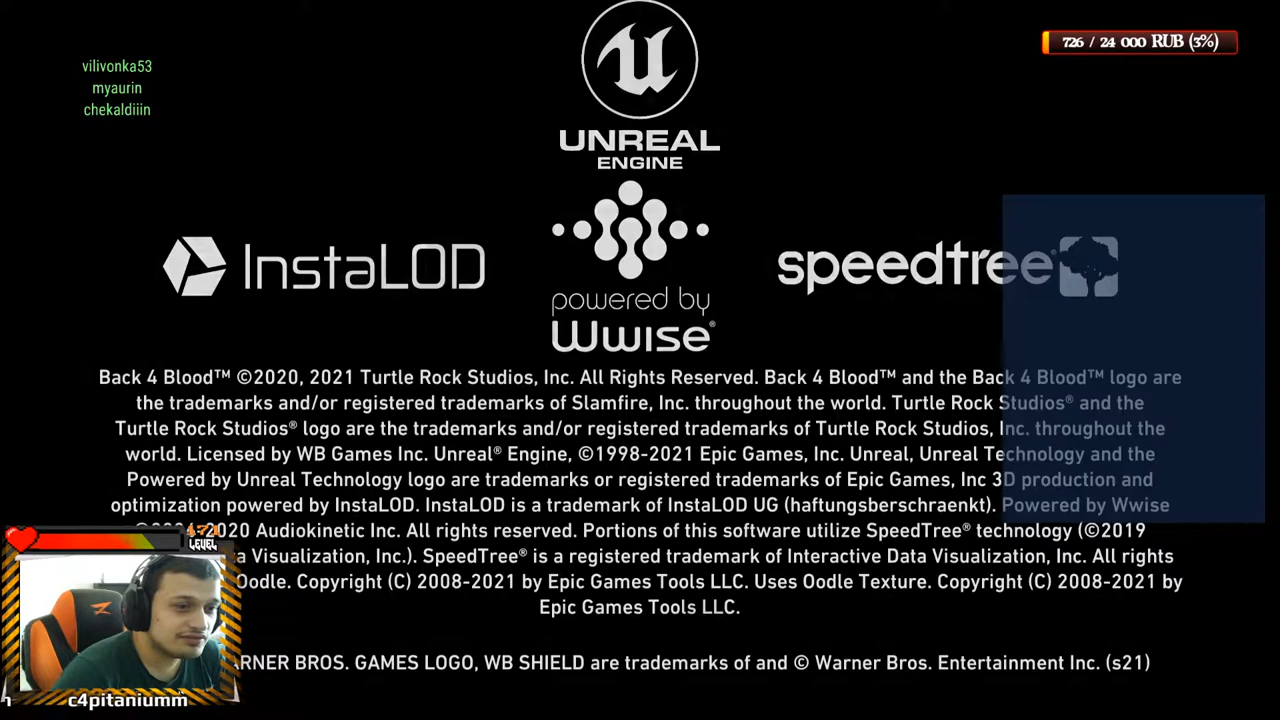 726 / 24 000 RUB (3%)
vilivonka53
myaurin
chekaldiiin
UNREAL
ENGINE
InstaLOD
powered by
Wwise®
speedtree®
Back 4 Blood™ ©2020, 2021 Turtle Rock Studios, Inc. All Rights Reserved. Back 4 Blood™ and the Back 4 Blood™ logo are
the trademarks and/or registered trademarks of Slamfire, Inc. throughout the world. Turtle Rock Studios® and the
Turtle Rock Studios® logo are the trademarks and/or registered trademarks of Turtle Rock Studios, Inc. throughout the
world. Licensed by WB Games Inc. Unreal® Engine, ©1998-2021 Epic Games, Inc. Unreal, Unreal Technology and the
Powered by Unreal Technology logo are trademarks or registered trademarks of Epic Games, Inc 3D production and
optimization powered by InstaLOD. InstaLOD is a trademark of InstaLOD UG (haftungsberschraenkt). Powered by Wwise
2020 Audiokinetic Inc. All rights reserved. Portions of this software utilize SpeedTree® technology (©2019
Visualization, Inc.). SpeedTree® is a registered trademark of Interactive Data Visualization, Inc. All rights
Oodle. Copyright (C) 2008-2021 by Epic Games Tools LLC. Uses Oodle Texture. Copyright (C) 2008-2021 by
Epic Games Tools LLC.
BROS. GAMES LOGO, WB SHIELD are trademarks of and © Warner Bros. Entertainment Inc. (s21)
LEVEL
c4pitaniumm